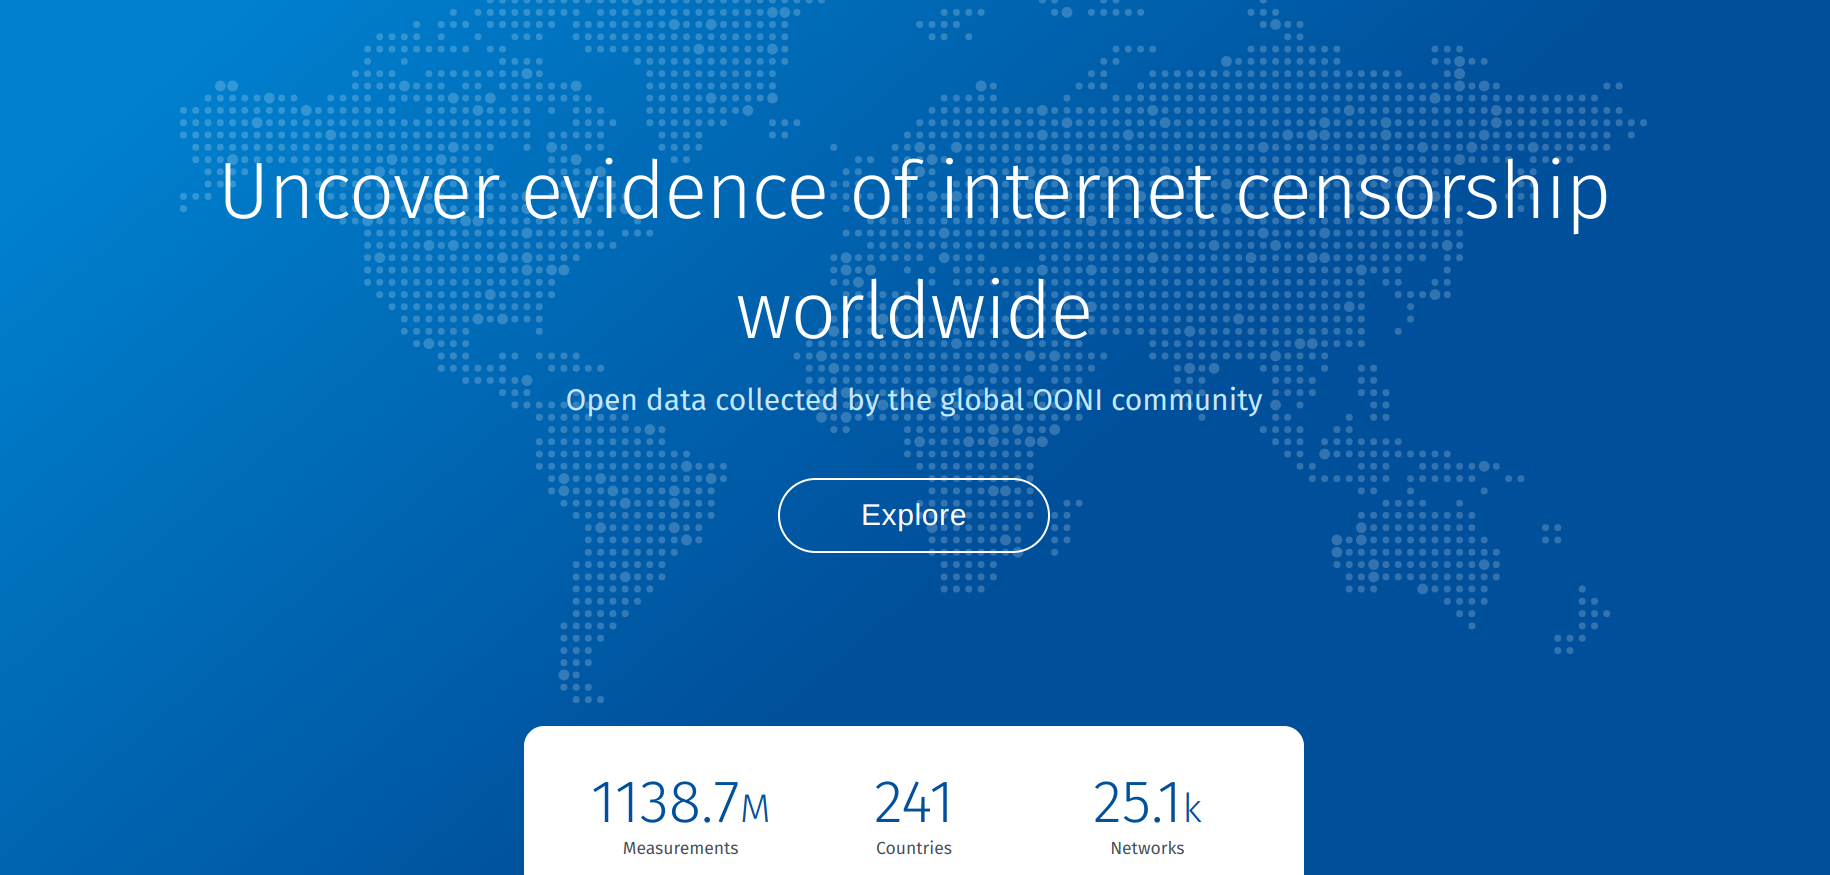 Uncover evidence of internet censorship
worldwide
Open data collected by the global OONI community
Explore
1138.7M 241 25.1k
Measurements Countries Networks